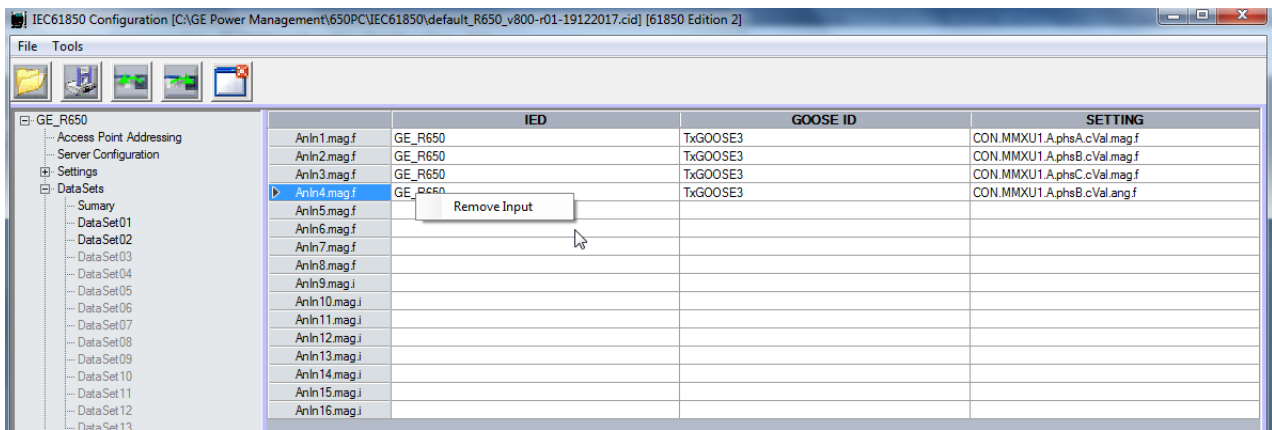 IEC61850 Configuration [C:\GE Power Management\650PC\IEC61850\default_R650_v800-r01-19122017.cid] [61850 Edition 2]
File Tools
GE_R650
Access Point Addressing
Server Configuration
Settings
DataSets
Sumary
DataSet01
DataSet02
DataSet03
DataSet04
DataSet05
DataSet06
DataSet07
DataSet08
DataSet09
DataSet10
DataSet11
DataSet12
DataSet13
IED GOOSE ID SETTING
AnIn1.mag.f GE_R650 TxGOOSE3 CON.MMXU1.A.phsA.cVal.mag.f
AnIn2.mag.f GE_R650 TxGOOSE3 CON.MMXU1.A.phsB.cVal.mag.f
AnIn3.mag.f GE_R650 TxGOOSE3 CON.MMXU1.A.phsC.cVal.mag.f
AnIn4.mag.f GE_R650 TxGOOSE3 CON.MMXU1.A.phsB.cVal.ang.f
Remove Input
AnIn5.mag.f
AnIn6.mag.f
AnIn7.mag.f
AnIn8.mag.f
AnIn9.mag.i
AnIn10.mag.i
AnIn11.mag.i
AnIn12.mag.i
AnIn13.mag.i
AnIn14.mag.i
AnIn15.mag.i
AnIn16.mag.i